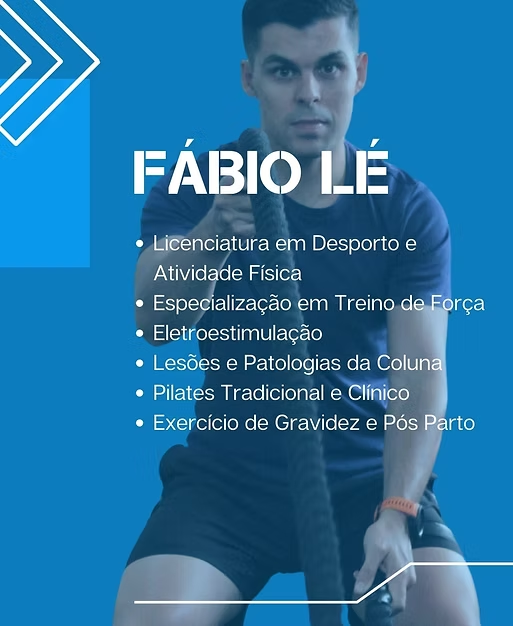 FÁBIO LÉ
• Licenciatura em Desporto e
Atividade Física
• Especialização em Treino de Força
• Eletroestimulação
• Lesões e Patologias da Coluna
• Pilates Tradicional e Clínico
• Exercício de Gravidez e Pós Parto